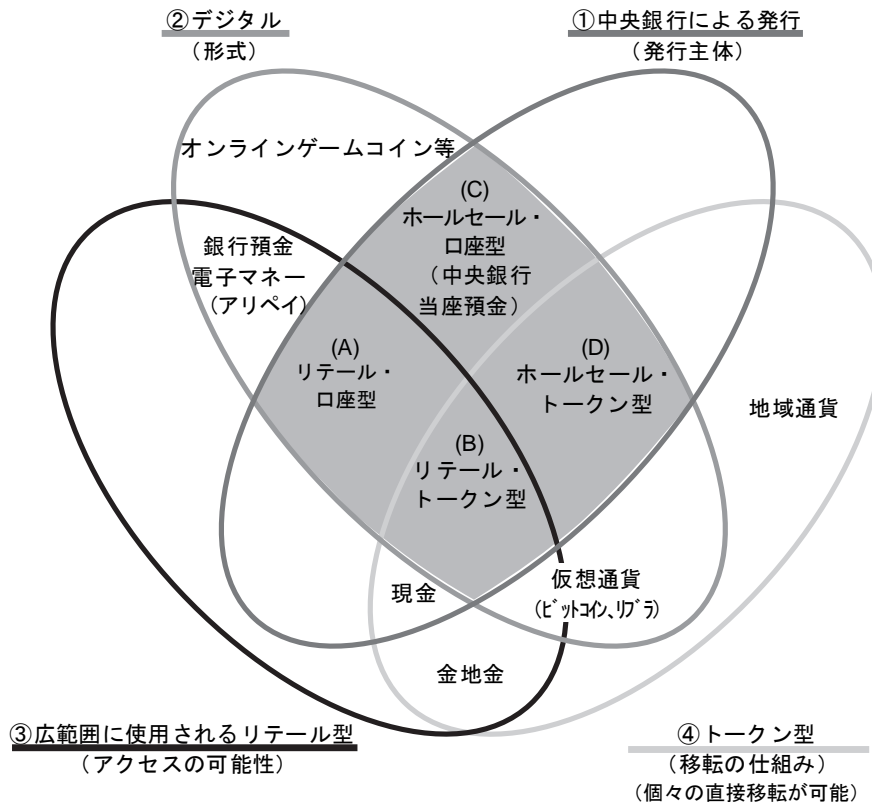 ②デジタル
(形式)
①中央銀行による発行
(発行主体)
オンラインゲームコイン等
(C)
ホールセール・
口座型
(中央銀行
当座預金)
銀行預金
電子マネー
(アリペイ)
(A)
リテール・
口座型
(D)
ホールセール・
トークン型
地域通貨
(B)
リテール・
トークン型
現金
仮想通貨
(ビットコイン、リブラ)
金地金
③広範囲に使用されるリテール型
(アクセスの可能性)
④トークン型
(移転の仕組み)
(個々の直接移転が可能)